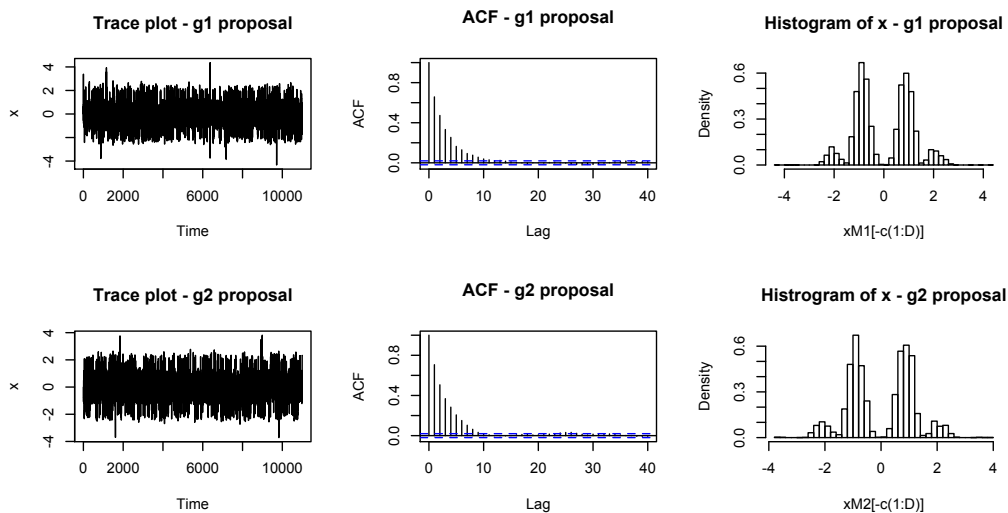 Trace plot - g1 proposal
x
4
2
0
-4
0 2000 6000 10000
Time
ACF - g1 proposal
ACF
0.8
0.4
0.0
0 10 20 30 40
Lag
Histogram of x - g1 proposal
Density
0.6
0.3
0.0
-4 -2 0 2 4
xM1[-c(1:D)]
Trace plot - g2 proposal
x
4
2
0
-2
-4
0 2000 6000 10000
Time
ACF - g2 proposal
ACF
0.8
0.4
0.0
0 10 20 30 40
Lag
Histrogram of x - g2 proposal
Density
0.6
0.3
0.0
-4 -2 0 2 4
xM2[-c(1:D)]